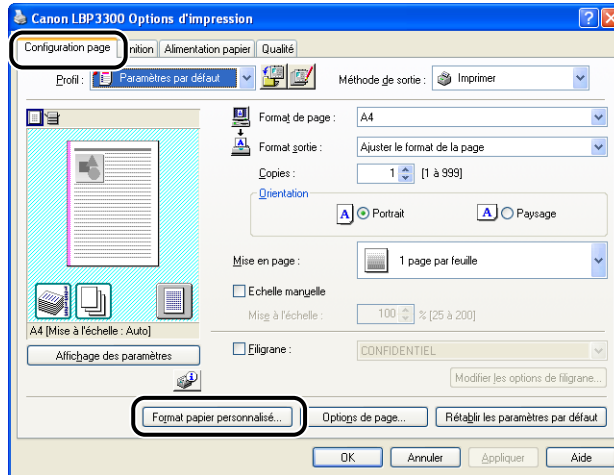 Canon LBP3300 Options d'impression
Configuration page nition Alimentation papier Qualité
Profil : Paramètres par défaut Méthode de sortie : Imprimer
Format de page : A4
Format sortie : Ajuster le format de la page
Copies : 1 [1 à 999]
Orientation
A Portrait A Paysage
Mise en page : 1 page par feuille
Echelle manuelle
Mise à l'échelle : 100 % [25 à 200]
A4 [Mise à l'échelle : Auto]
Affichage des paramètres
Filigrane : CONFIDENTIEL
Modifier les options de filigrane...
Format papier personnalisé... Options de page... Rétablir les paramètres par défaut
OK Annuler Appliquer Aide